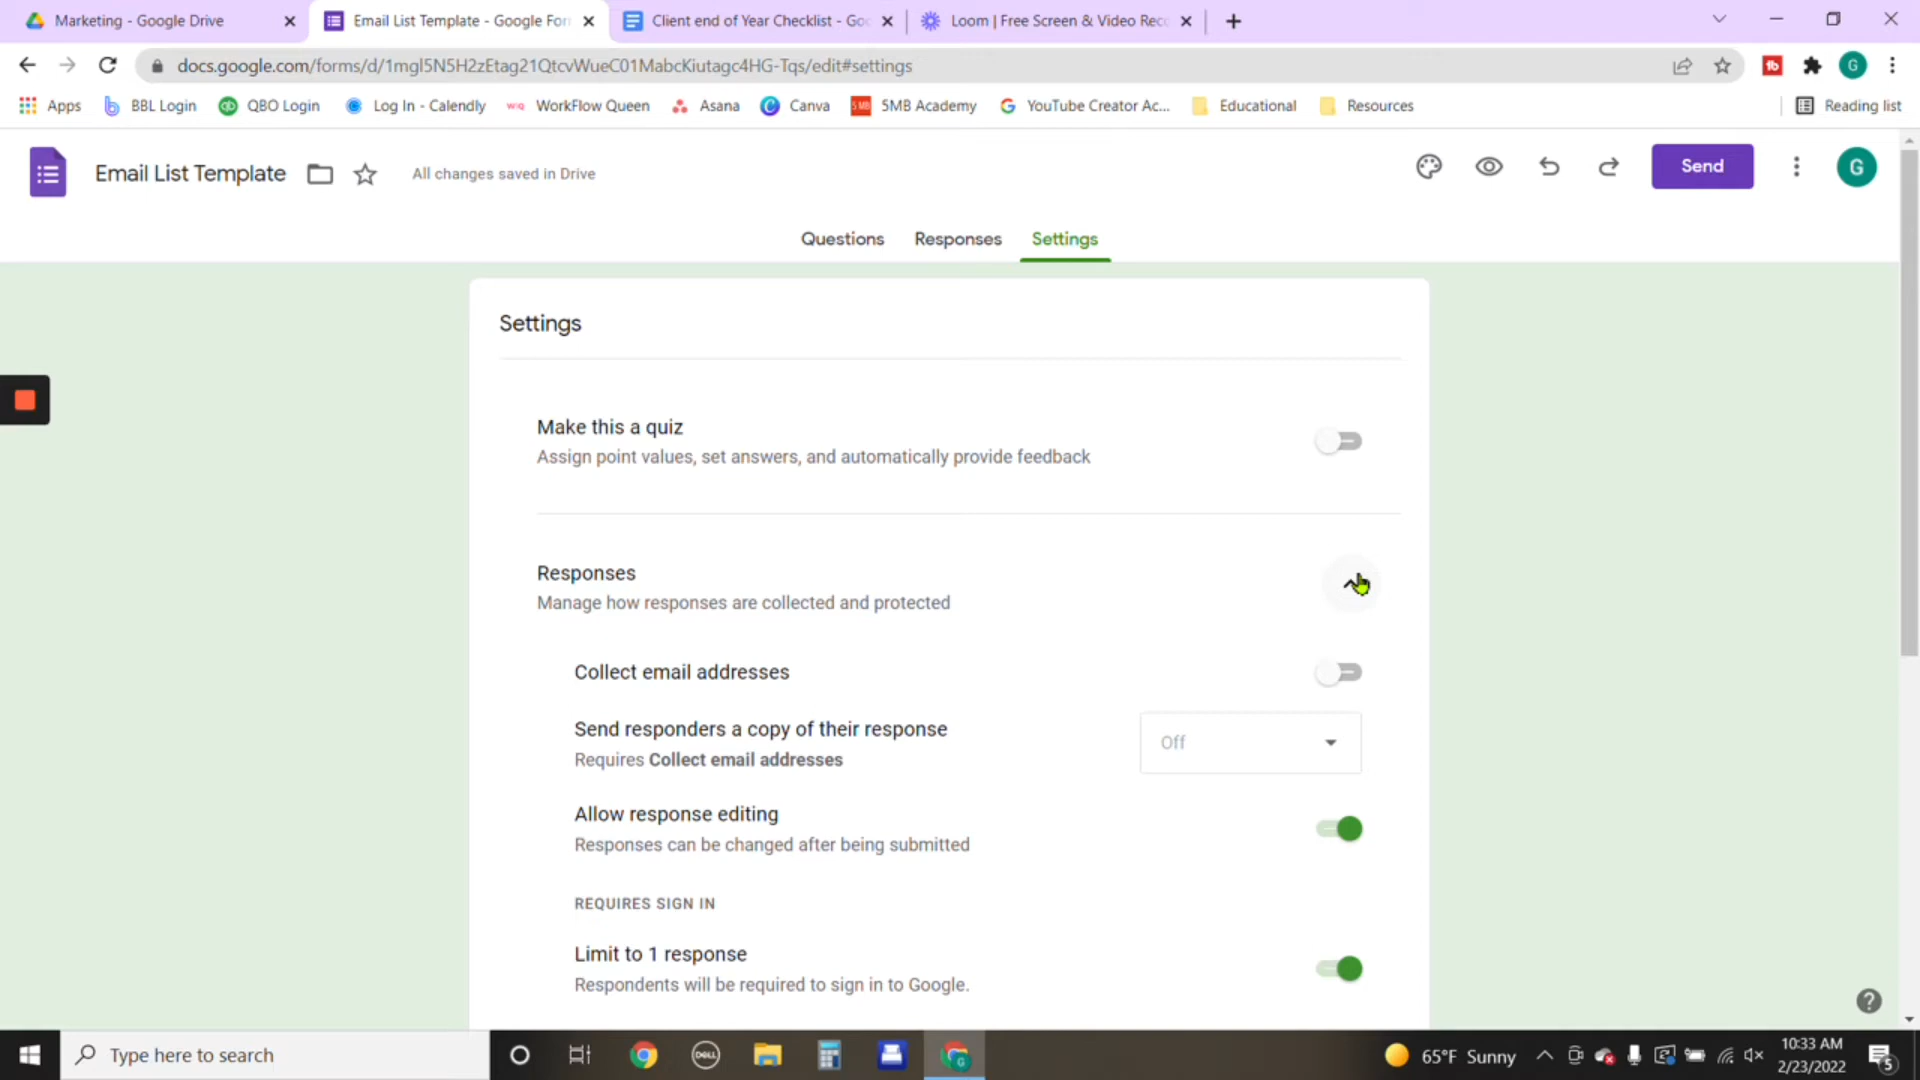 Marketing - Google Drive
Email List Template - Google For
Client end of Year Checklist - Goo
Loom | Free Screen & Video Rec
docs.google.com/forms/d/1mgl5N5H2zEtag21QtcvWueC01MabcKiutagc4HG-Tqs/edit#settings
G
Apps
BBL Login
QBO Login
Log In - Calendly
WorkFlow Queen
Asana
Canva
5MB Academy
YouTube Creator Ac...
Educational
Resources
Reading list
Email List Template
All changes saved in Drive
Send
G
Questions
Responses
Settings
Settings
Make this a quiz
Assign point values, set answers, and automatically provide feedback
Responses
Manage how responses are collected and protected
Collect email addresses
Send responders a copy of their response
Off
Requires Collect email addresses
Allow response editing
Responses can be changed after being submitted
REQUIRES SIGN IN
Limit to 1 response
Respondents will be required to sign in to Google.
Type here to search
DELL
65°F Sunny
10:33 AM
2/23/2022
5